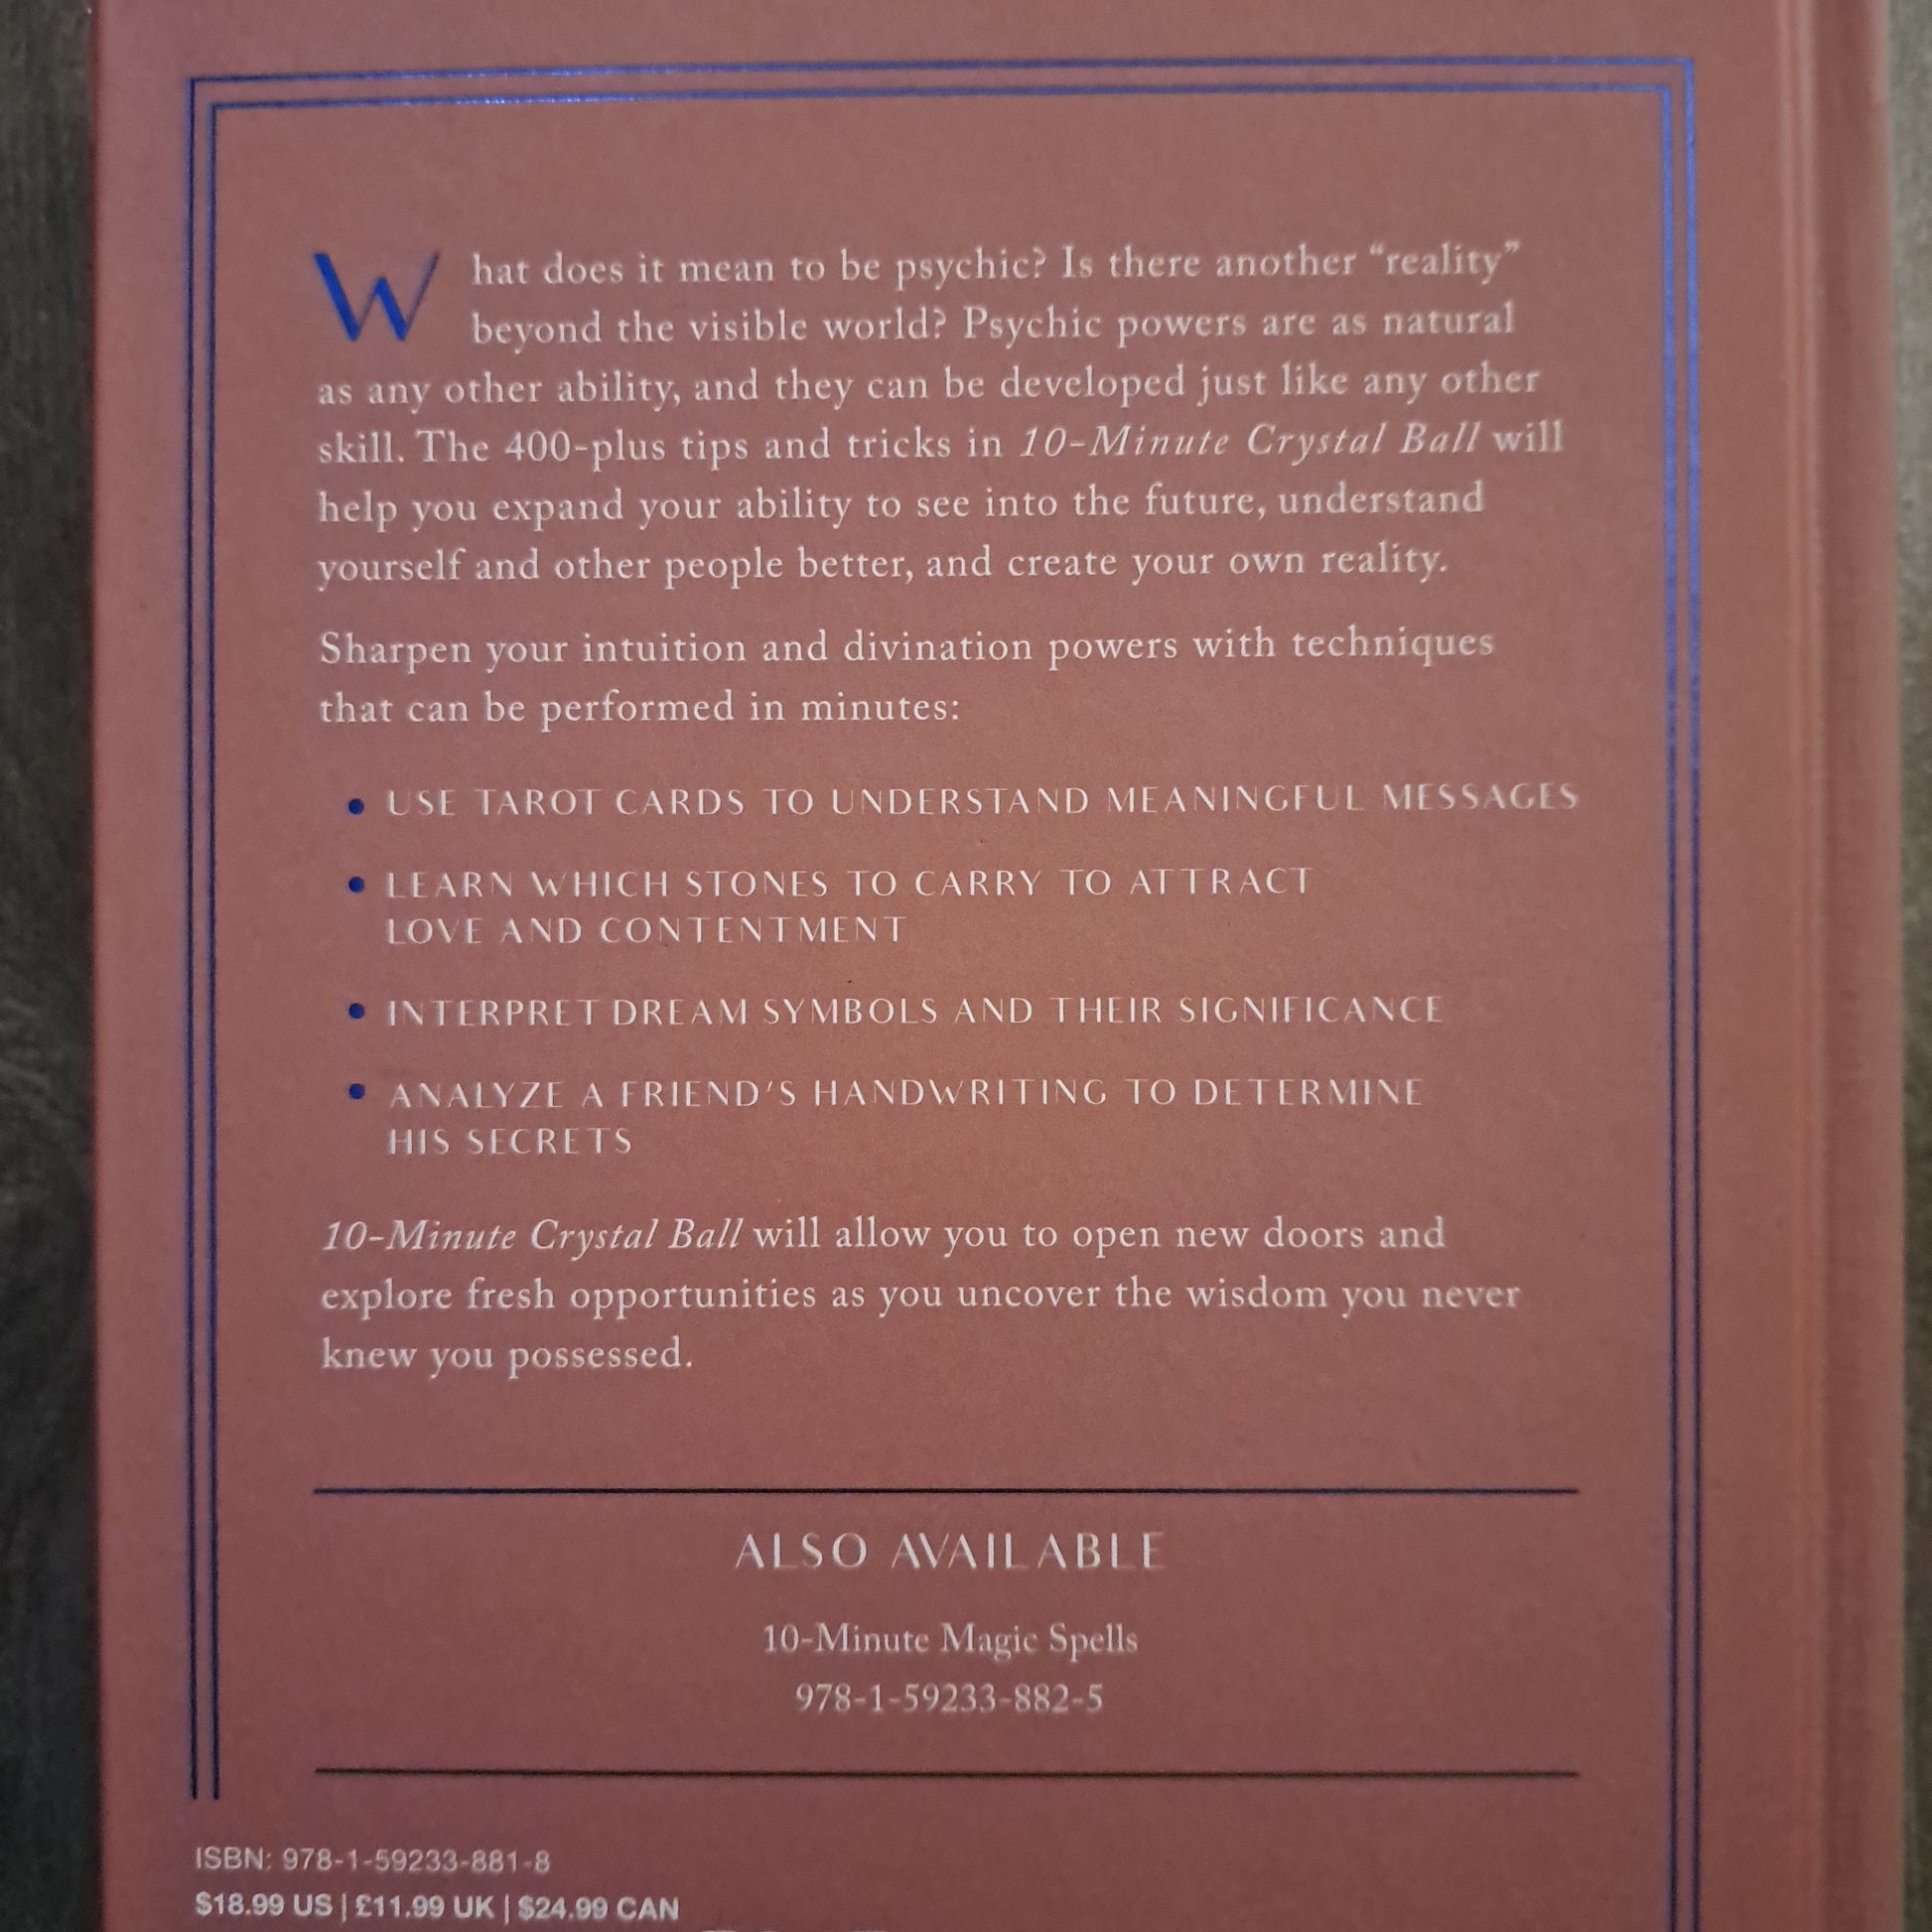 What does it mean to be psychic? Is there another “reality”
beyond the visible world? Psychic powers are as natural
as any other ability, and they can be developed just like any other
skill. The 400-plus tips and tricks in 10-Minute Crystal Ball will
help you expand your ability to see into the future, understand
yourself and other people better, and create your own reality.
Sharpen your intuition and divination powers with techniques
that can be performed in minutes:
• USE TAROT CARDS TO UNDERSTAND MEANINGFUL MESSAGES
• LEARN WHICH STONES TO CARRY TO ATTRACT
LOVE AND CONTENTMENT
• INTERPRET DREAM SYMBOLS AND THEIR SIGNIFICANCE
• ANALYZE A FRIEND’S HANDWRITING TO DETERMINE
HIS SECRETS
10-Minute Crystal Ball will allow you to open new doors and
explore fresh opportunities as you uncover the wisdom you never
knew you possessed.
ALSO AVAILABLE
10-Minute Magic Spells
978-1-59233-882-5
ISBN: 978-1-59233-881-8
$18.99 US | £11.99 UK | $24.99 CAN